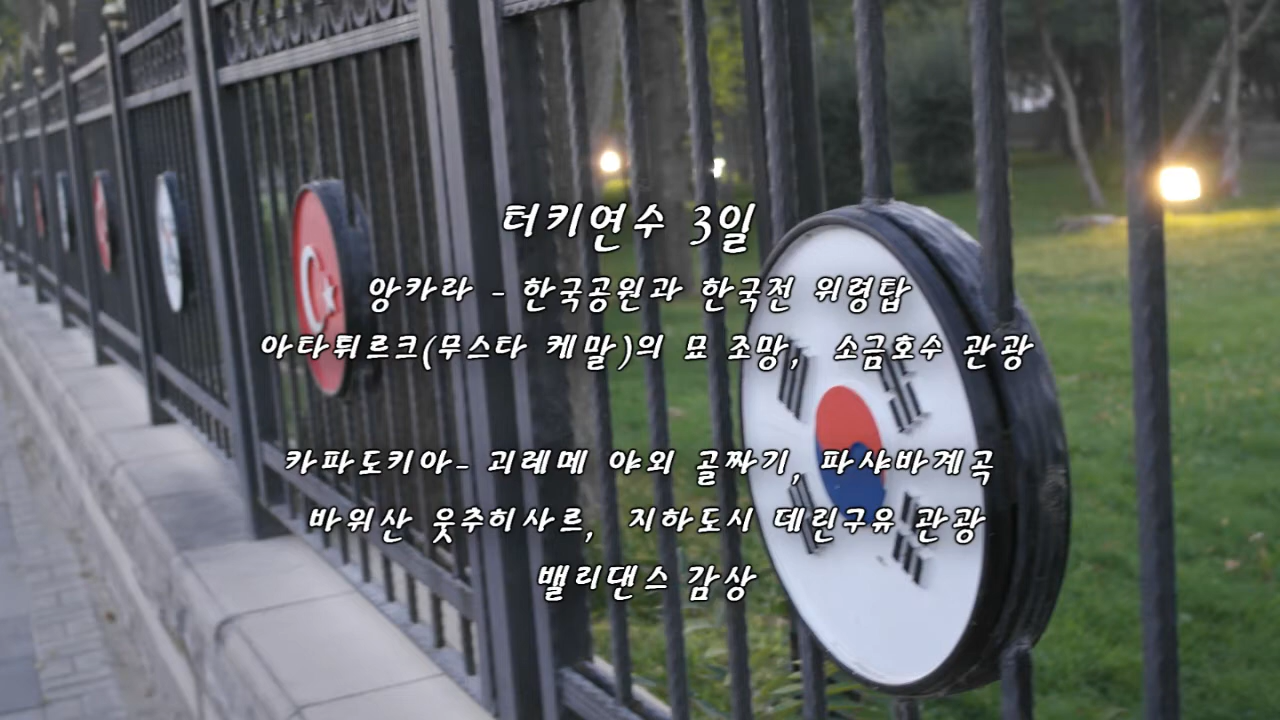 터키연수 3일
앙카라 - 한국공원과 한국전 위령탑
아타튀르크(무스타 케말)의 묘 조망, 소금호수 관광
카파도키아- 괴레메 야외 골짜기, 파샤바계곡
바위산 웃추히사르, 지하도시 데린구유 관광
밸리댄스 감상